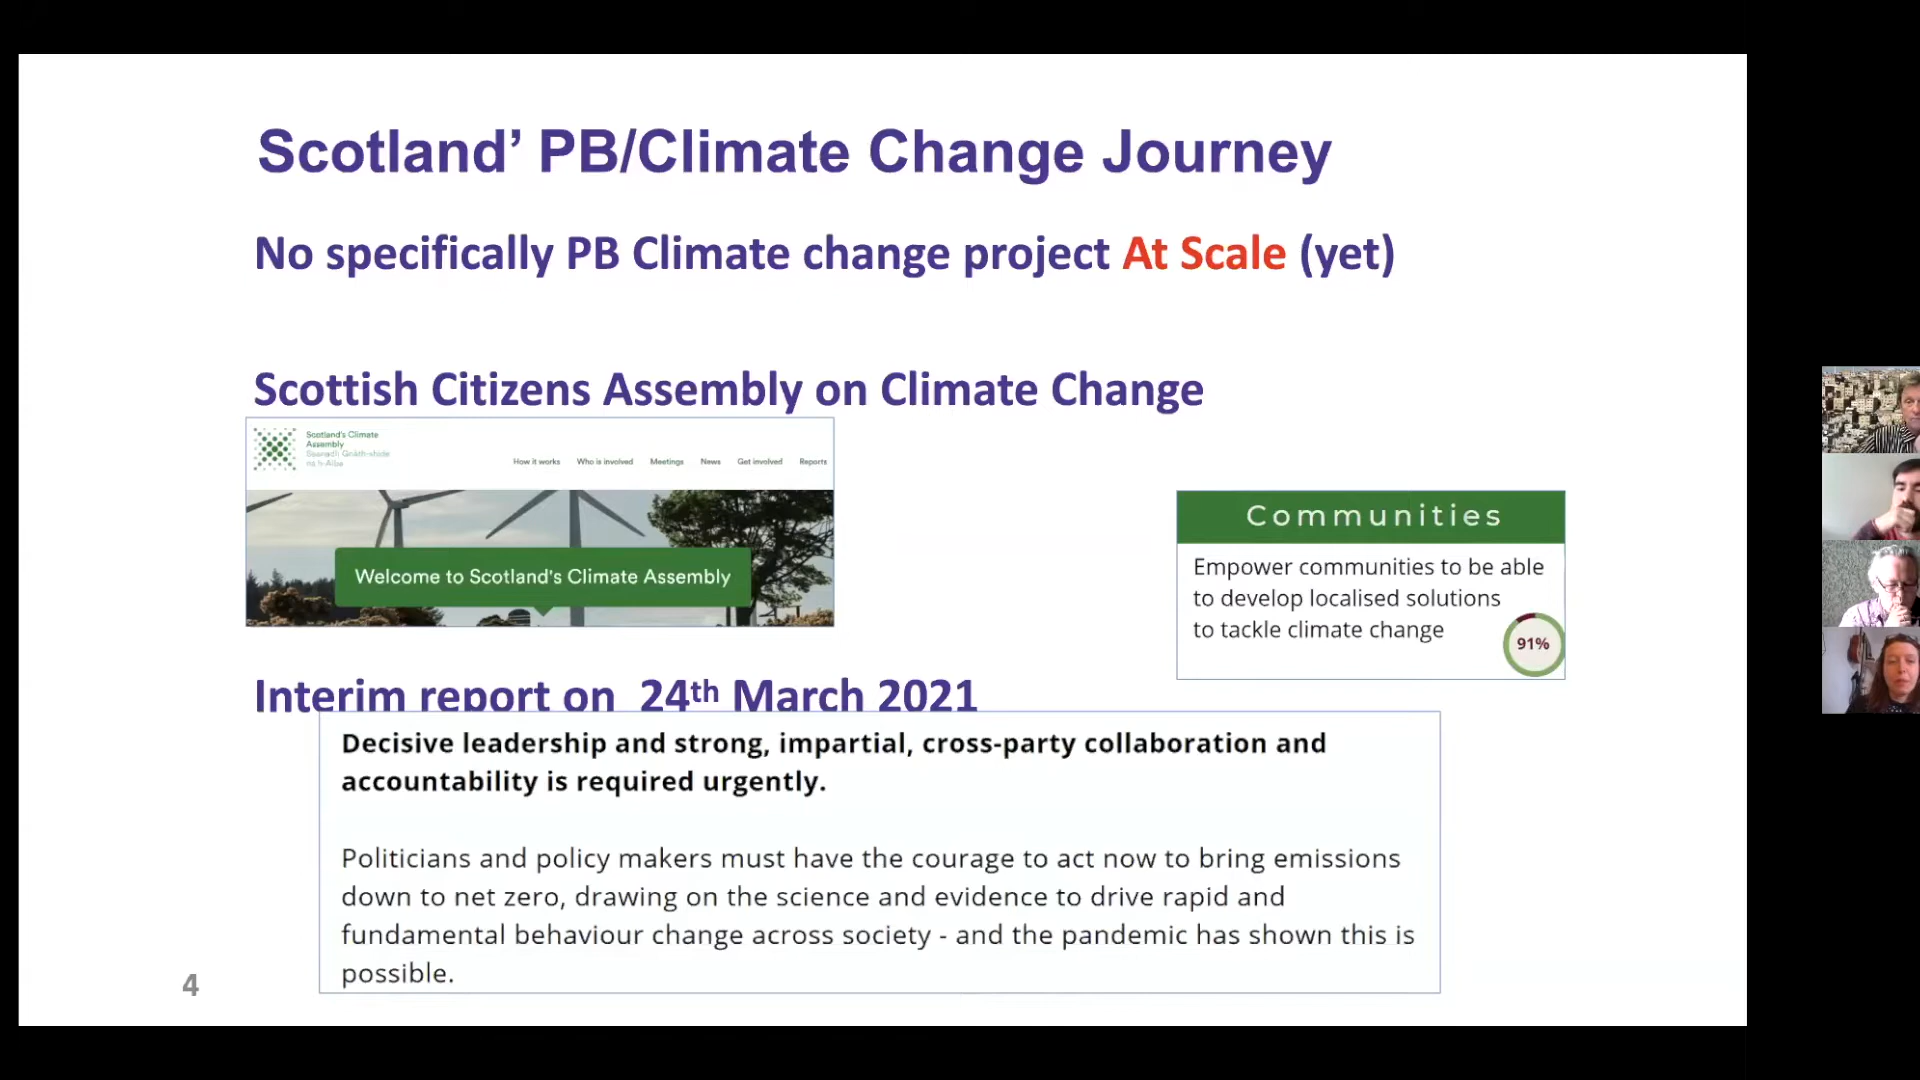 Scotland’ PB/Climate Change Journey
No specifically PB Climate change project At Scale (yet)
Scottish Citizens Assembly on Climate Change
Scotland's Climate
Assembly
Seanadh Gnàth-shìde
na h-Alba
How it works Who is involved Meetings News Get involved Reports
Welcome to Scotland's Climate Assembly
Communities
Empower communities to be able
to develop localised solutions
to tackle climate change
91%
Interim report on 24th March 2021
Decisive leadership and strong, impartial, cross-party collaboration and
accountability is required urgently.
Politicians and policy makers must have the courage to act now to bring emissions
down to net zero, drawing on the science and evidence to drive rapid and
fundamental behaviour change across society - and the pandemic has shown this is
possible.
4